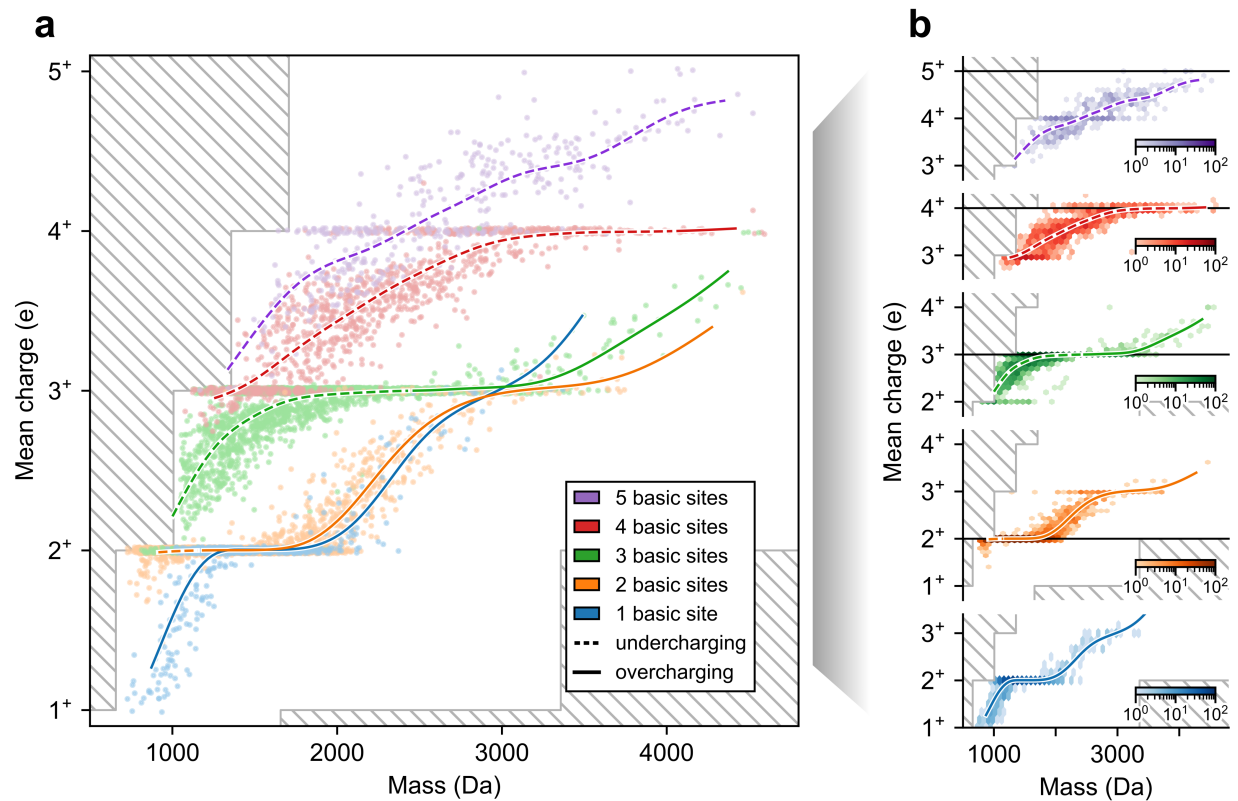 a
5⁺
4⁺
3⁺
2⁺
1⁺
Mean charge (e)
1000 2000 3000 4000
Mass (Da)
5 basic sites
4 basic sites
3 basic sites
2 basic sites
1 basic site
undercharging
overcharging
b
5⁺
4⁺
3⁺
10⁰ 10¹ 10²
4⁺
3⁺
10⁰ 10¹ 10²
4⁺
3⁺
2⁺
10⁰ 10¹ 10²
4⁺
3⁺
2⁺
1⁺
10⁰ 10¹ 10²
3⁺
2⁺
1⁺
10⁰ 10¹ 10²
Mean charge (e)
1000 3000
Mass (Da)